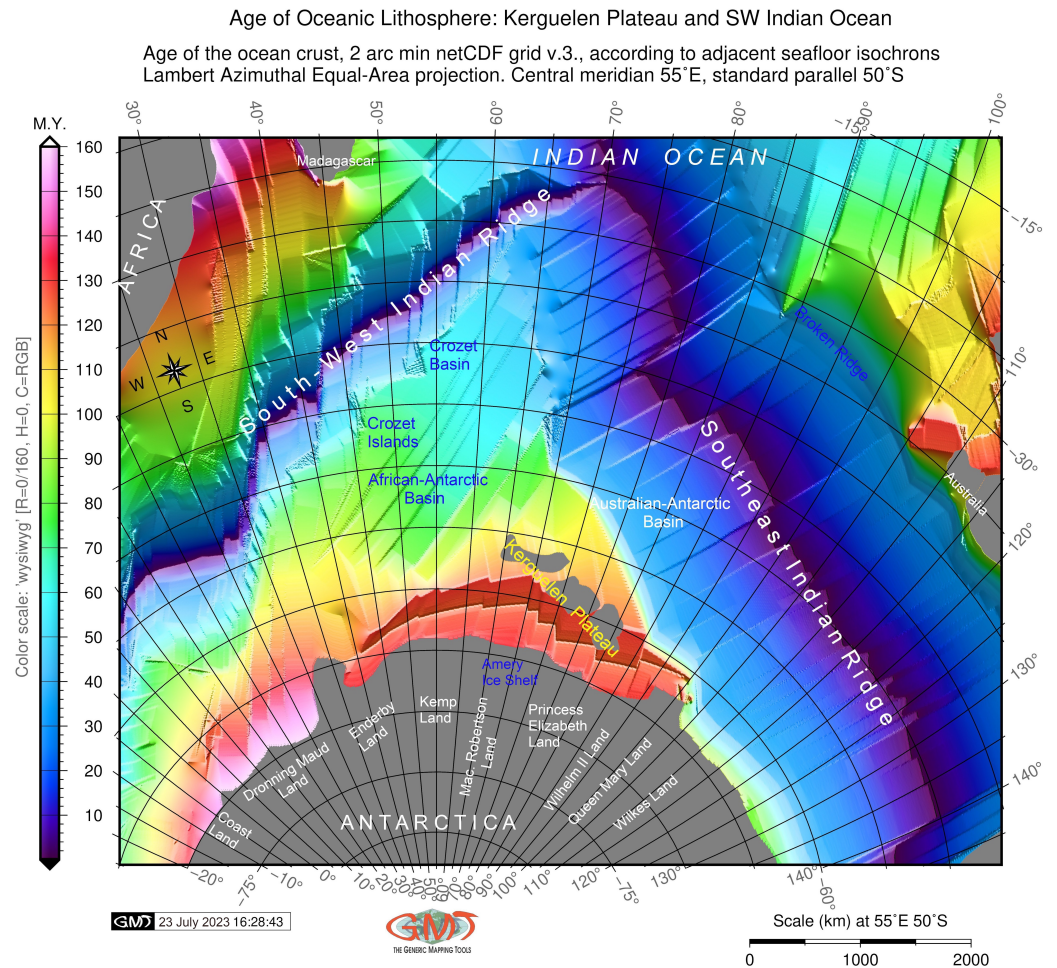 Age of Oceanic Lithosphere: Kerguelen Plateau and SW Indian Ocean
Age of the ocean crust, 2 arc min netCDF grid v.3., according to adjacent seafloor isochrons
Lambert Azimuthal Equal-Area projection. Central meridian 55˚E, standard parallel 50˚S
30° 40° 50° 60° 70° 80° −15° 90° 100°
M.Y.
160
150
140
130
120
110
100
90
80
70
60
50
40
30
20
10
Color scale: 'wysiwyg' [R=0/160, H=0, C=RGB]
INDIAN OCEAN
Madagascar
AFRICA
N
W E
S
South West Indian Ridge
Crozet
Basin
Crozet
Islands
African-Antarctic
Basin
Broken Ridge
Australian-Antarctic
Basin
Australia
Kerguelen Plateau
Southeast Indian Ridge
−15°
110°
−30°
120°
130°
140°
Amery
Ice Shelf
Kemp
Land
Enderby
Land
Mac. Robertson
Land
Princess
Elizabeth
Land
Wilhelm II Land
Queen Mary Land
Wilkes Land
Dronning Maud
Land
Coast
Land
ANTARCTICA
−20° −75° −10° 0° 10° 20° 30° 40° 50° 60° 70° 80° 90° 100° 110° 120° −75° 130° 140° −60°
GMT 23 July 2023 16:28:43
GMT
THE GENERIC MAPPING TOOLS
Scale (km) at 55˚E 50˚S
0 1000 2000